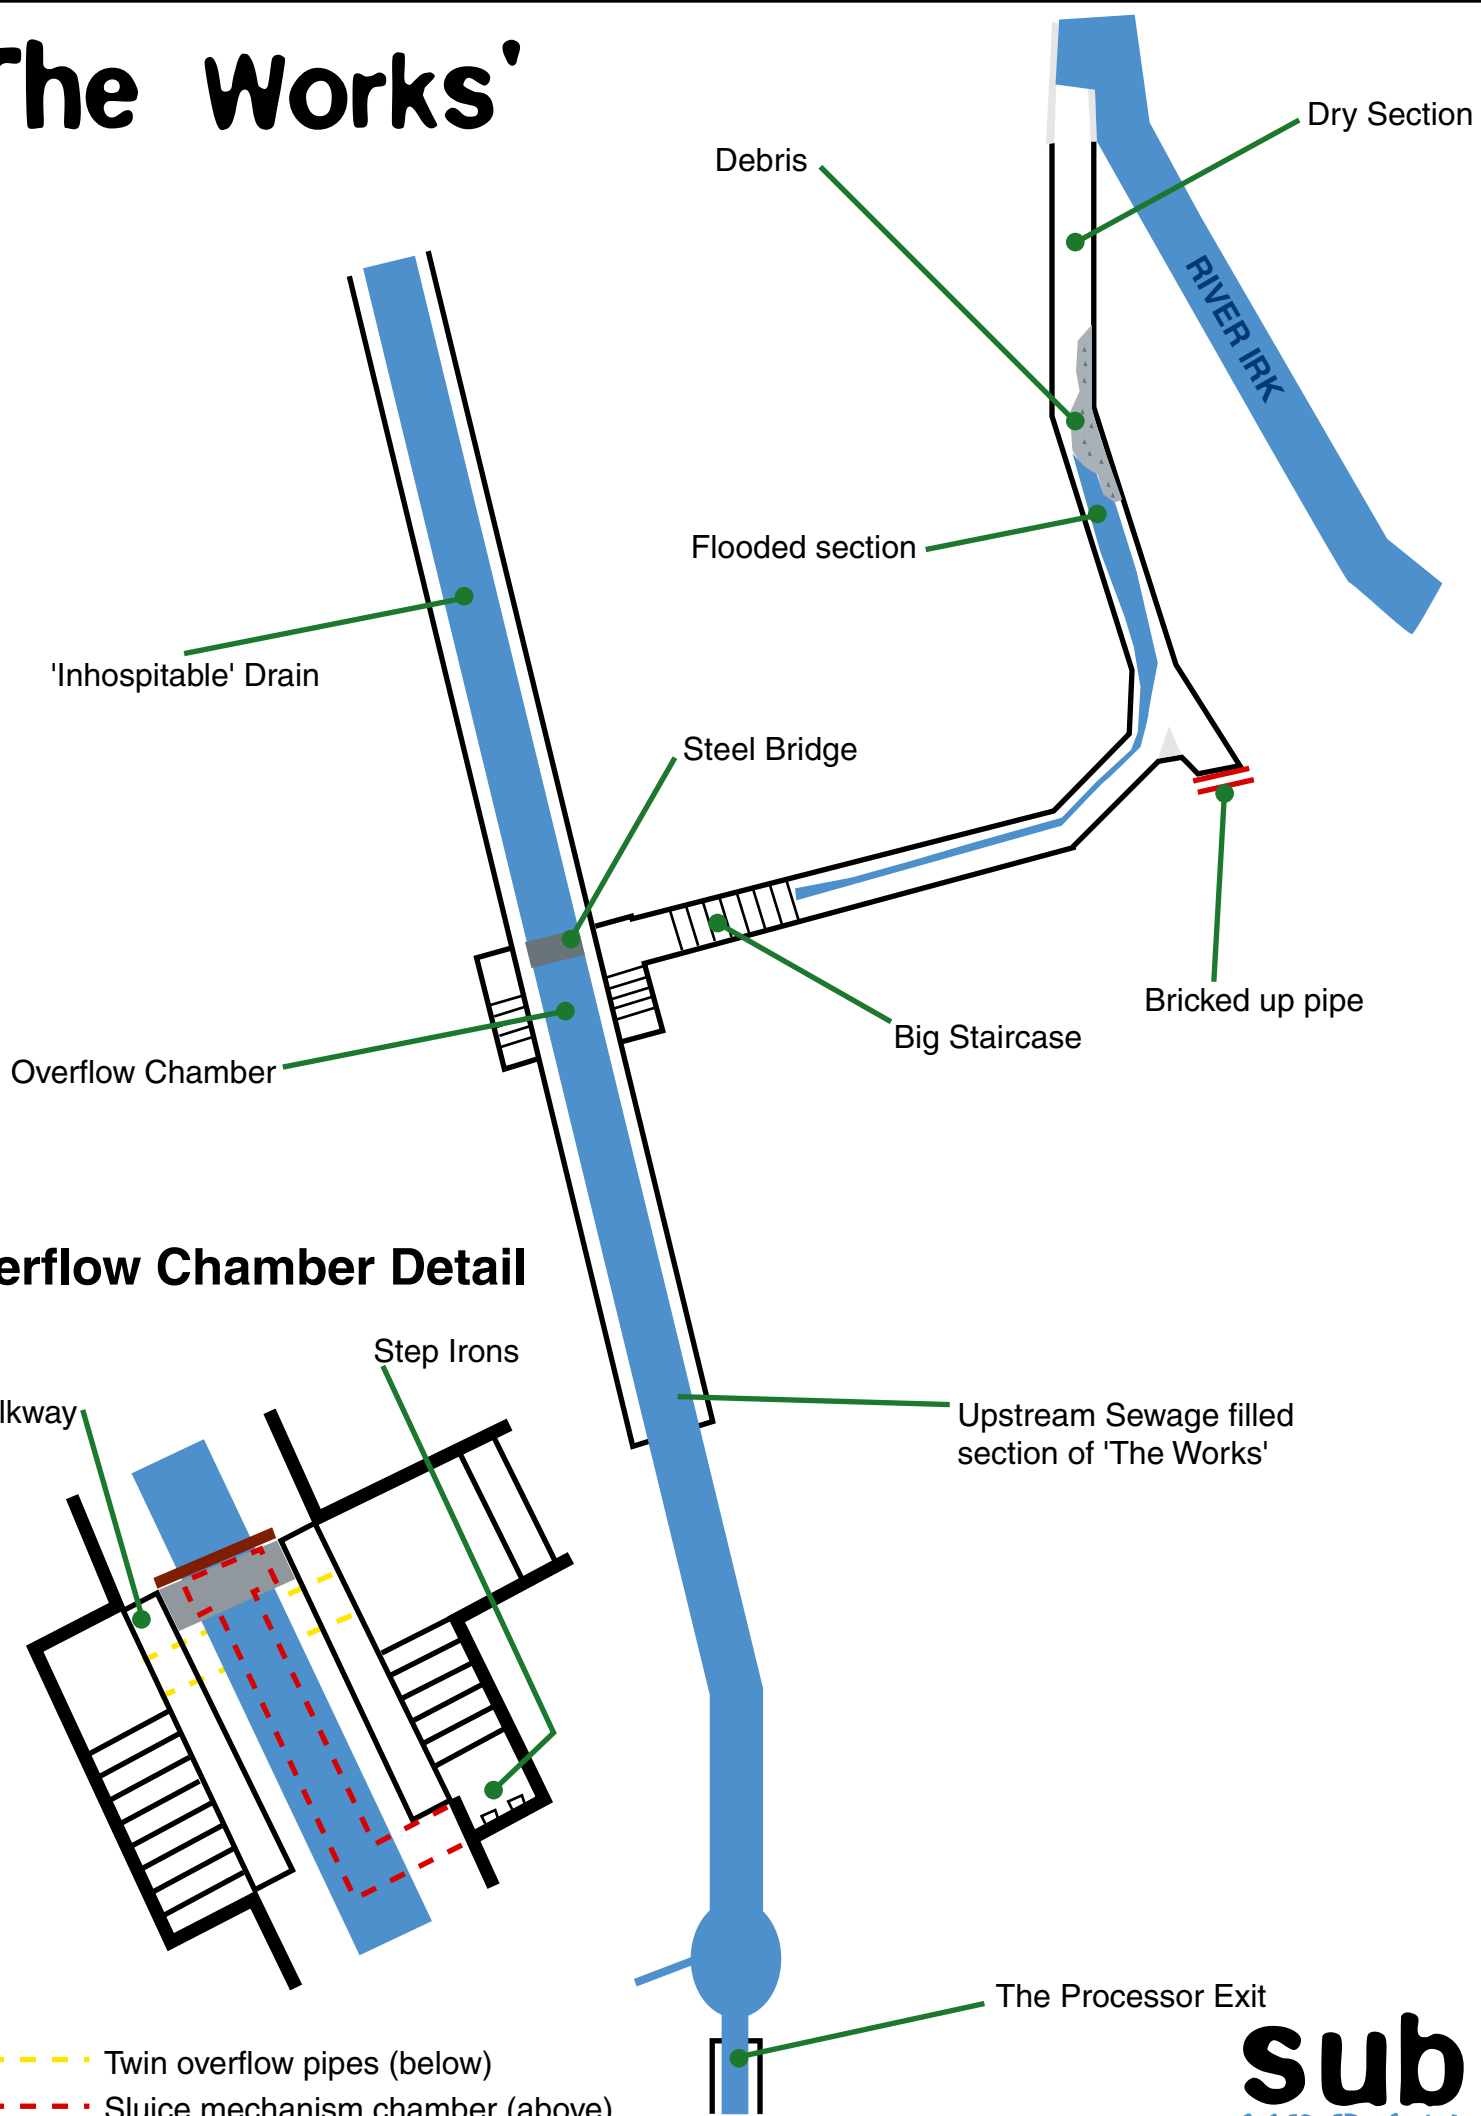 The Works'
Dry Section
Debris
RIVER IRK
Flooded section
'Inhospitable' Drain
Steel Bridge
Bricked up pipe
Big Staircase
Overflow Chamber
erflow Chamber Detail
Step Irons
lkway
Upstream Sewage filled
section of 'The Works'
The Processor Exit
sub
Twin overflow pipes (below)
Sluice mechanism chamber (above)